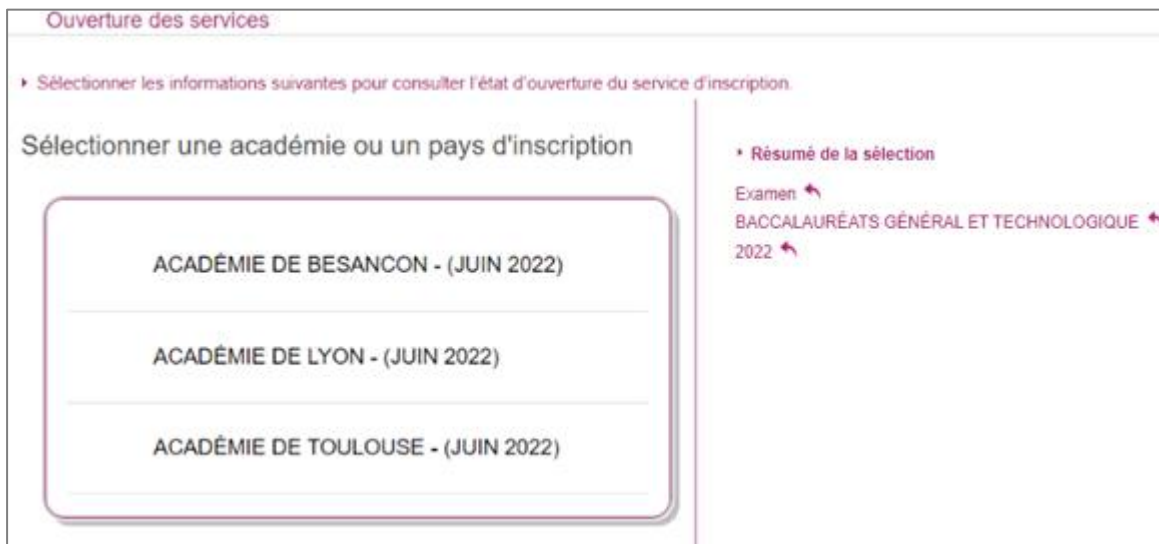 Ouverture des services
Sélectionner les informations suivantes pour consulter l'état d'ouverture du service d'inscription.
Sélectionner une académie ou un pays d'inscription
ACADÉMIE DE BESANCON - (JUIN 2022)
ACADÉMIE DE LYON - (JUIN 2022)
ACADÉMIE DE TOULOUSE - (JUIN 2022)
Résumé de la sélection
Examen
BACCALAURÉATS GÉNÉRAL ET TECHNOLOGIQUE
2022